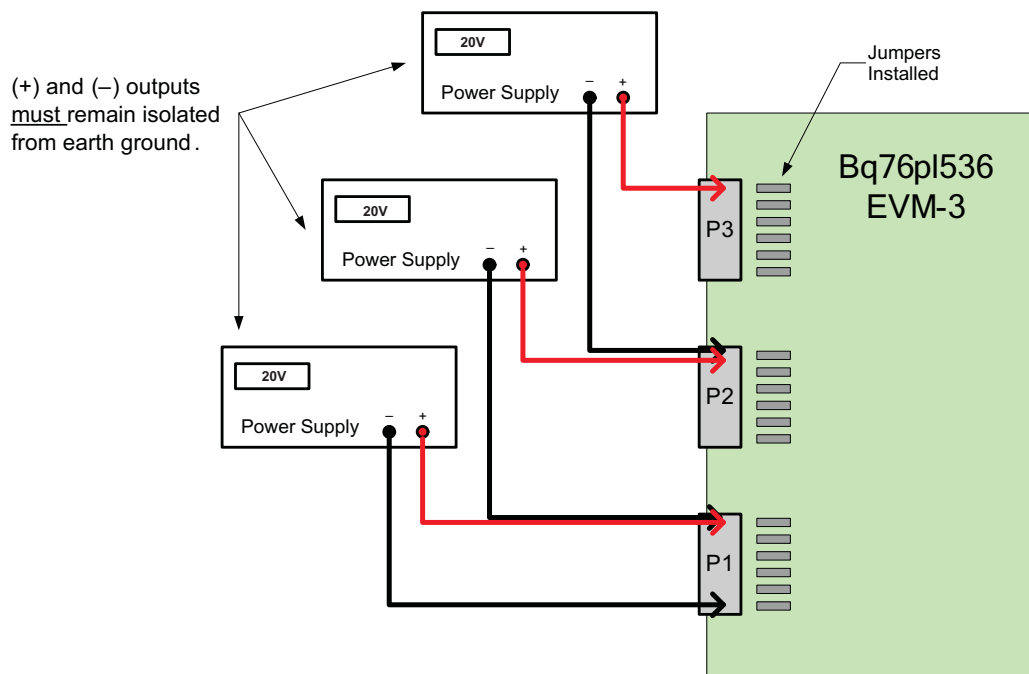 20V
Power Supply
– +
Jumpers
Installed
(+) and (–) outputs
must remain isolated
from earth ground.
Bq76pl536
EVM-3
P3
20V
Power Supply
– +
P2
20V
Power Supply
– +
P1